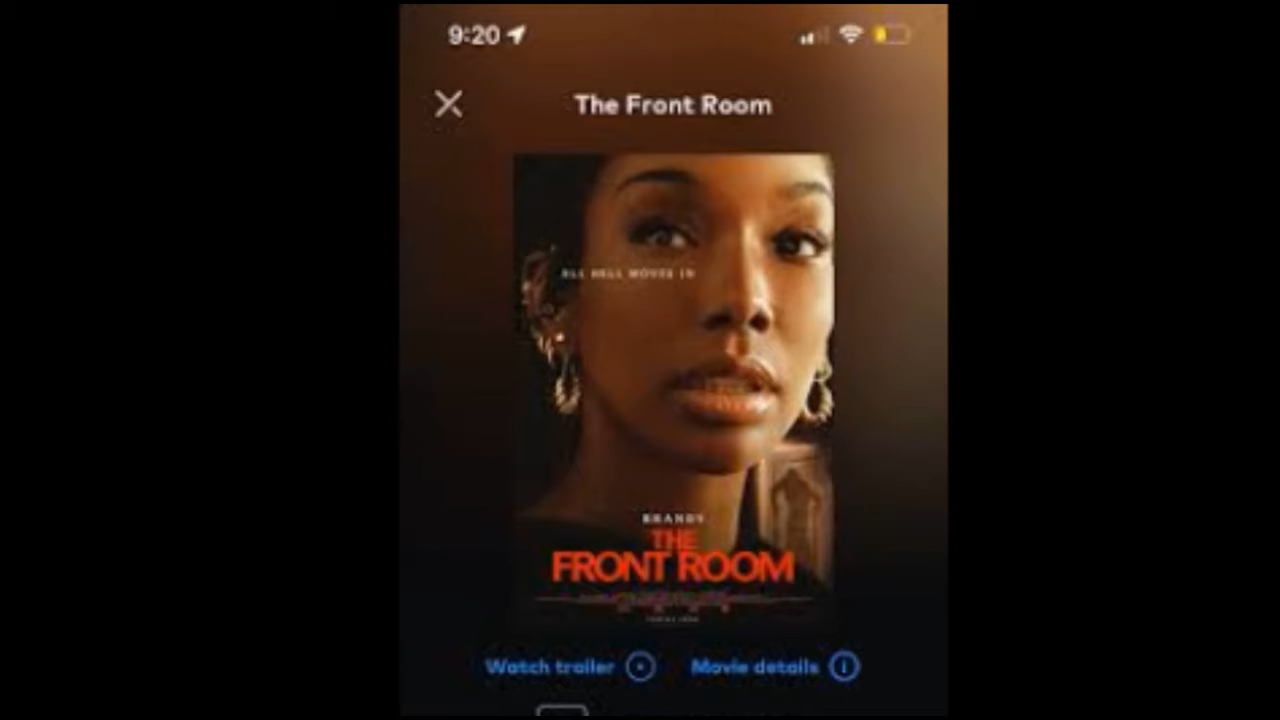 9:20
The Front Room
ALL HELL MOVES IN
BRANDY
THE
FRONT ROOM
Watch trailer
Movie details